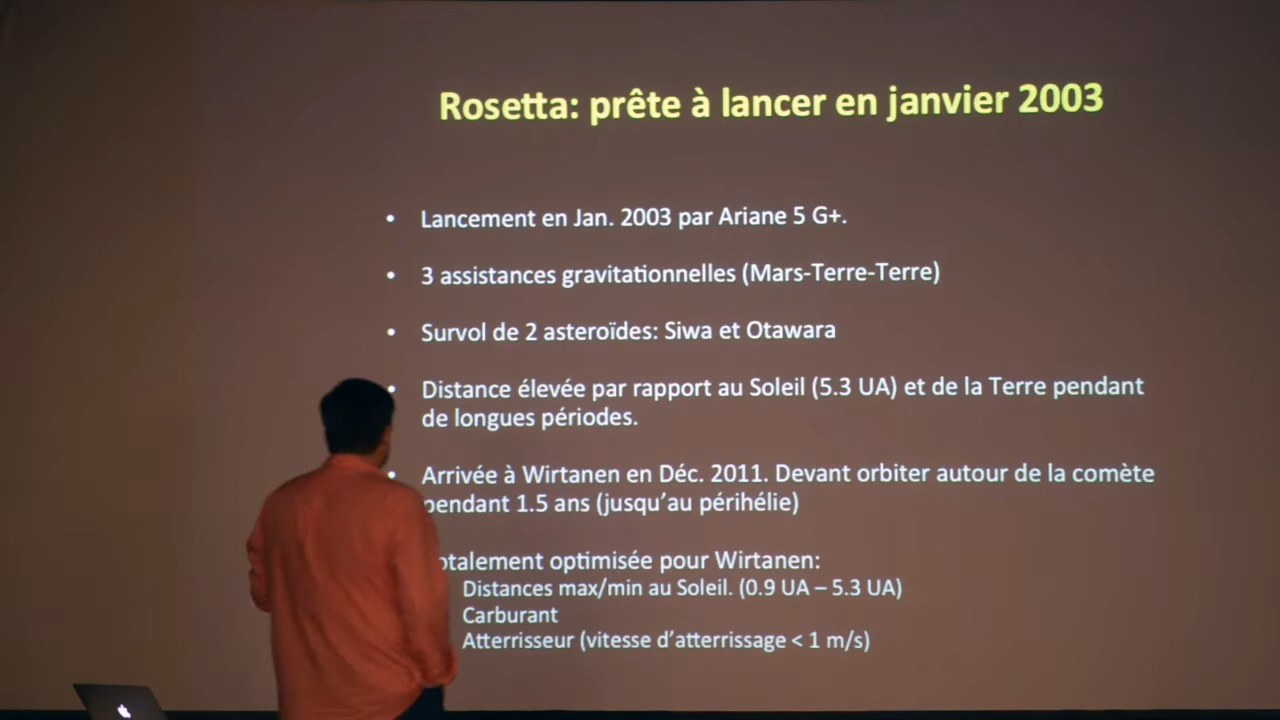 Rosetta: prête à lancer en janvier 2003
• Lancement en Jan. 2003 par Ariane 5 G+.
• 3 assistances gravitationnelles (Mars-Terre-Terre)
• Survol de 2 asteroïdes: Siwa et Otawara
• Distance élevée par rapport au Soleil (5.3 UA) et de la Terre pendant
de longues périodes.
• Arrivée à Wirtanen en Déc. 2011. Devant orbiter autour de la comète
pendant 1.5 ans (jusqu’au périhélie)
otalement optimisée pour Wirtanen:
Distances max/min au Soleil. (0.9 UA – 5.3 UA)
Carburant
Atterrisseur (vitesse d’atterrissage < 1 m/s)